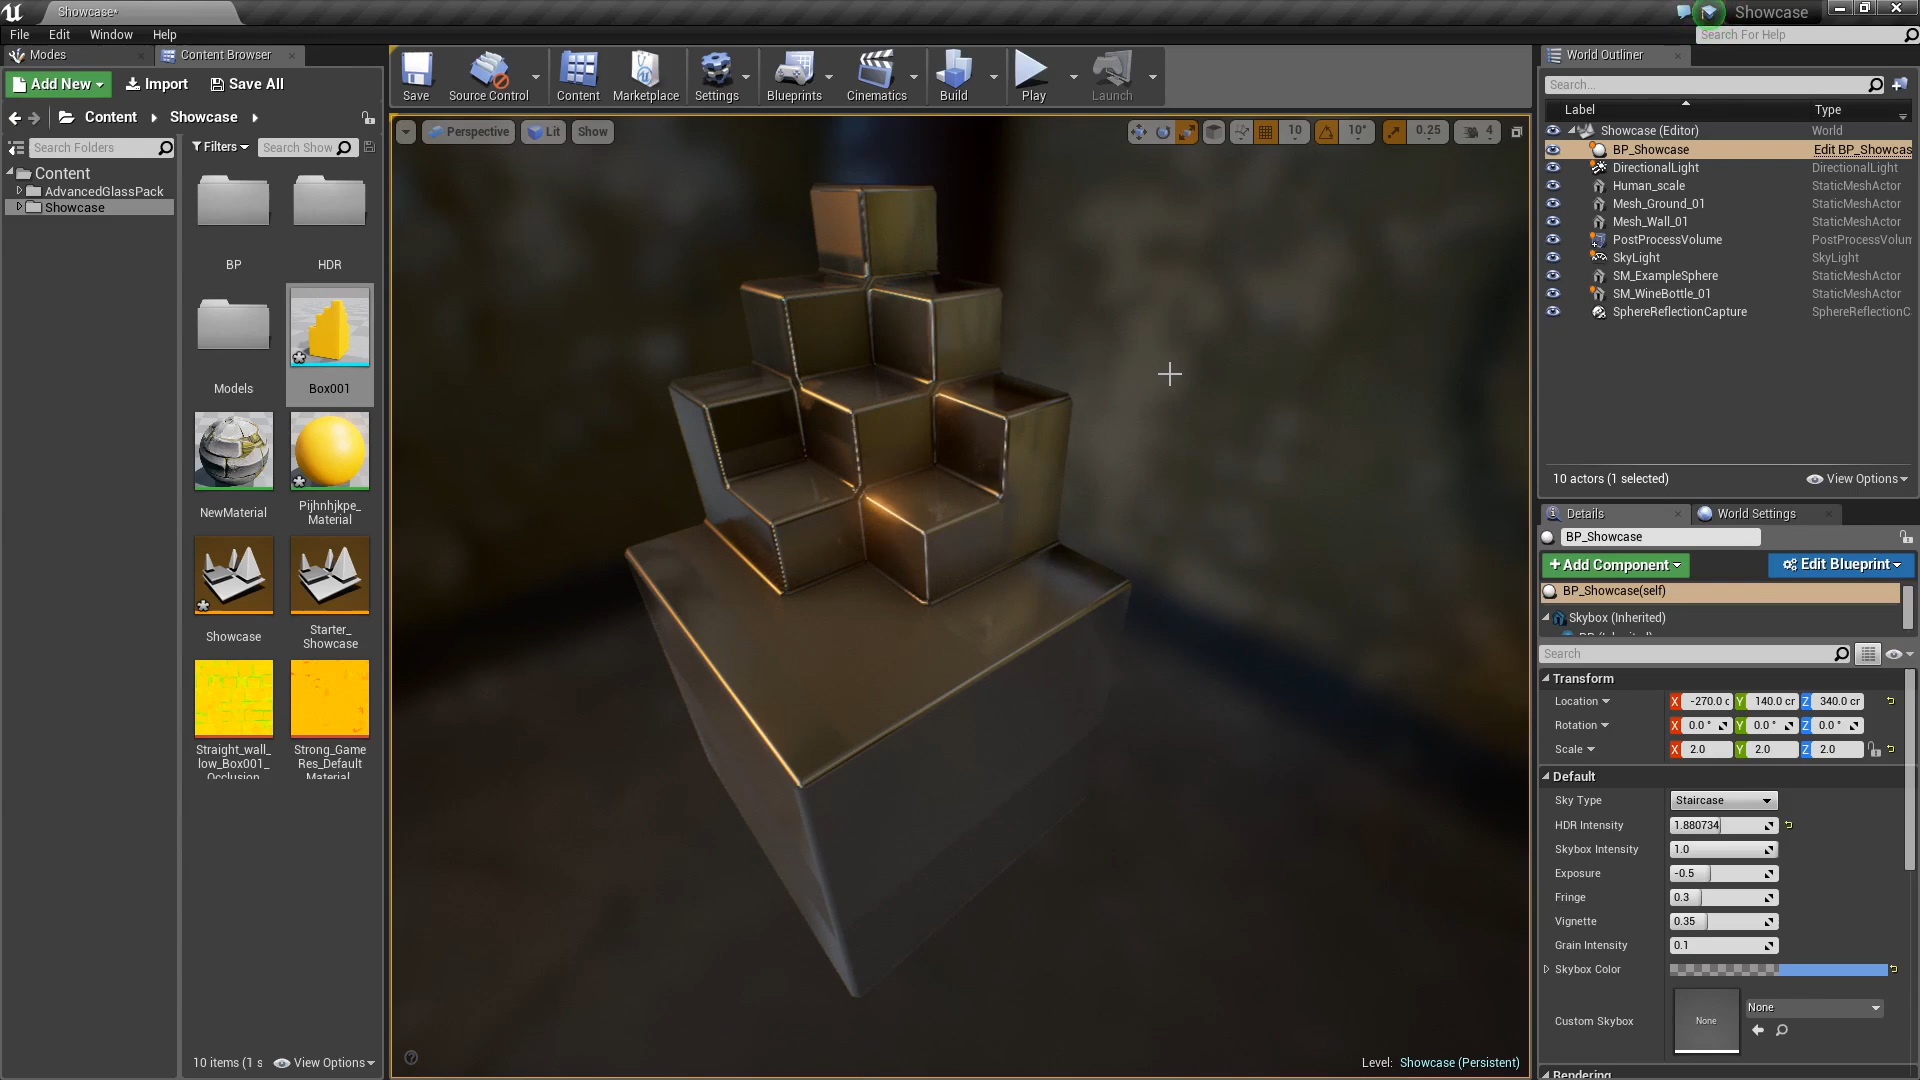 Showcase*
Showcase
File Edit Window Help
Search For Help
Modes
Content Browser
Add New
Import
Save All
Content
Showcase
Search Folders
Filters
Search Show
Content
AdvancedGlassPack
Showcase
BP
HDR
Models
Box001
NewMaterial
Pijhnhjkpe_
Material
Showcase
Starter_
Showcase
Straight_wall_
low_Box001_
Occlusion
Strong_Game
Res_Default
Material
10 items (1 s
View Options
Save
Source Control
Content
Marketplace
Settings
Blueprints
Cinematics
Build
Play
Launch
Perspective
Lit
Show
10
10°
0.25
4
Level: Showcase (Persistent)
World Outliner
Search...
Label Type
Showcase (Editor) World
BP_Showcase Edit BP_Showcas
DirectionalLight DirectionalLight
Human_scale StaticMeshActor
Mesh_Ground_01 StaticMeshActor
Mesh_Wall_01 StaticMeshActor
PostProcessVolume PostProcessVolum
SkyLight SkyLight
SM_ExampleSphere StaticMeshActor
SM_WineBottle_01 StaticMeshActor
SphereReflectionCapture SphereReflectionC
10 actors (1 selected)
View Options
Details
World Settings
BP_Showcase
+Add Component
Edit Blueprint
BP_Showcase(self)
Skybox (Inherited)
Search
Transform
Location X -270.0 c Y 140.0 cr Z 340.0 cr
Rotation X 0.0 ° Y 0.0 ° Z 0.0 °
Scale X 2.0 Y 2.0 Z 2.0
Default
Sky Type Staircase
HDR Intensity 1.880734
Skybox Intensity 1.0
Exposure -0.5
Fringe 0.3
Vignette 0.35
Grain Intensity 0.1
Skybox Color
Custom Skybox None None
Rendering